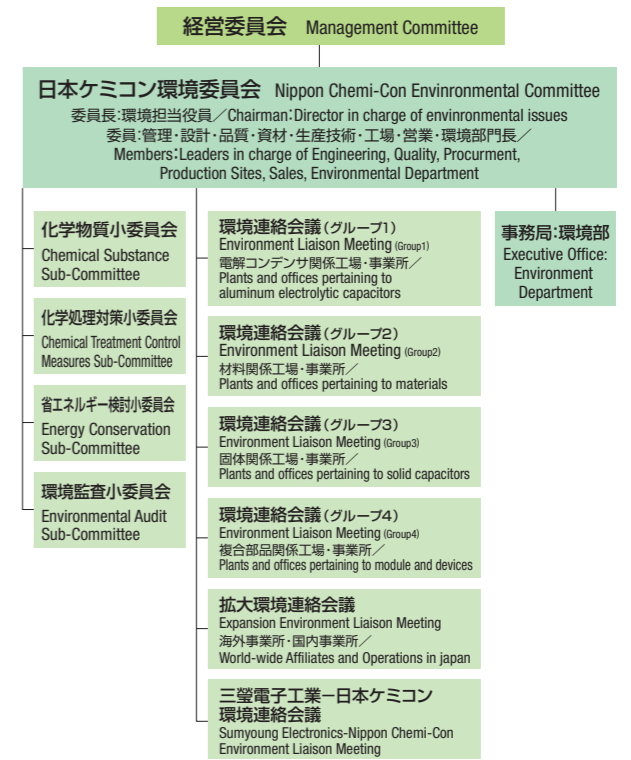 経営委員会 Management Committee
日本ケミコン環境委員会 Nippon Chemi-Con Envinronmental Committee
委員長:環境担当役員／Chairman:Director in charge of envinronmental issues
委員:管理・設計・品質・資材・生産技術・工場・営業・環境部門長／
Members:Leaders in charge of Engineering, Quality, Procurment,
Production Sites, Sales, Environmental Department
化学物質小委員会
Chemical Substance
Sub-Committee
化学処理対策小委員会
Chemical Treatment Control
Measures Sub-Committee
省エネルギー検討小委員会
Energy Conservation
Sub-Committee
環境監査小委員会
Environmental Audit
Sub-Committee
環境連絡会議(グループ1)
Environment Liaison Meeting (Group1)
電解コンデンサ関係工場・事業所／
Plants and offices pertaining to
aluminum electrolytic capacitors
環境連絡会議(グループ2)
Environment Liaison Meeting (Group2)
材料関係工場・事業所／
Plants and offices pertaining to materials
環境連絡会議(グループ3)
Environment Liaison Meeting (Group3)
固体関係工場・事業所／
Plants and offices pertaining to solid capacitors
環境連絡会議(グループ4)
Environment Liaison Meeting (Group4)
複合部品関係工場・事業所／
Plants and offices pertaining to module and devices
拡大環境連絡会議
Expansion Environment Liaison Meeting
海外事業所・国内事業所／
World-wide Affiliates and Operations in japan
三瑩電子工業－日本ケミコン
環境連絡会議
Sumyoung Electronics-Nippon Chemi-Con
Environment Liaison Meeting
事務局:環境部
Executive Office:
Environment
Department